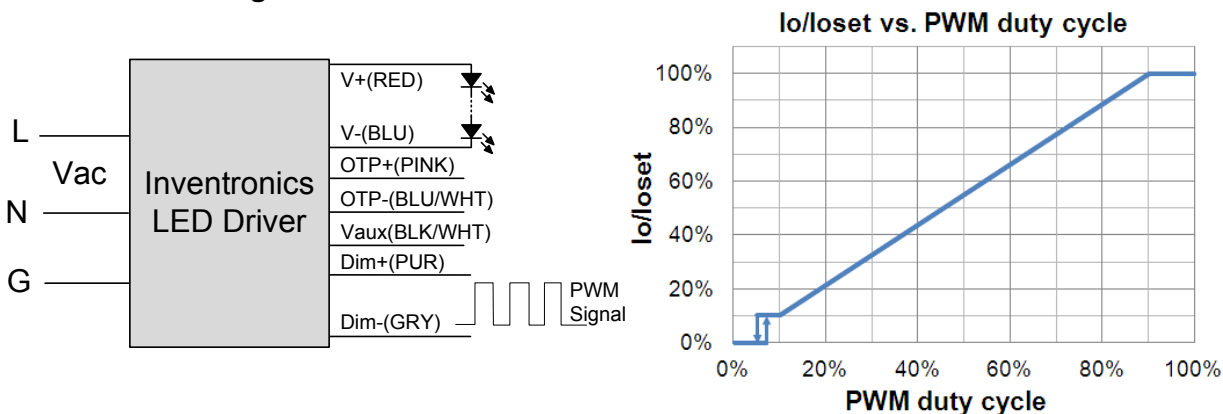 L
Vac
N
G
Inventronics
LED Driver
V+(RED)
V-(BLU)
OTP+(PINK)
OTP-(BLU/WHT)
Vaux(BLK/WHT)
Dim+(PUR)
Dim-(GRY)
PWM
Signal
Io/Ioset vs. PWM duty cycle
Io/Ioset
100%
80%
60%
40%
20%
0%
0% 20% 40% 60% 80% 100%
PWM duty cycle